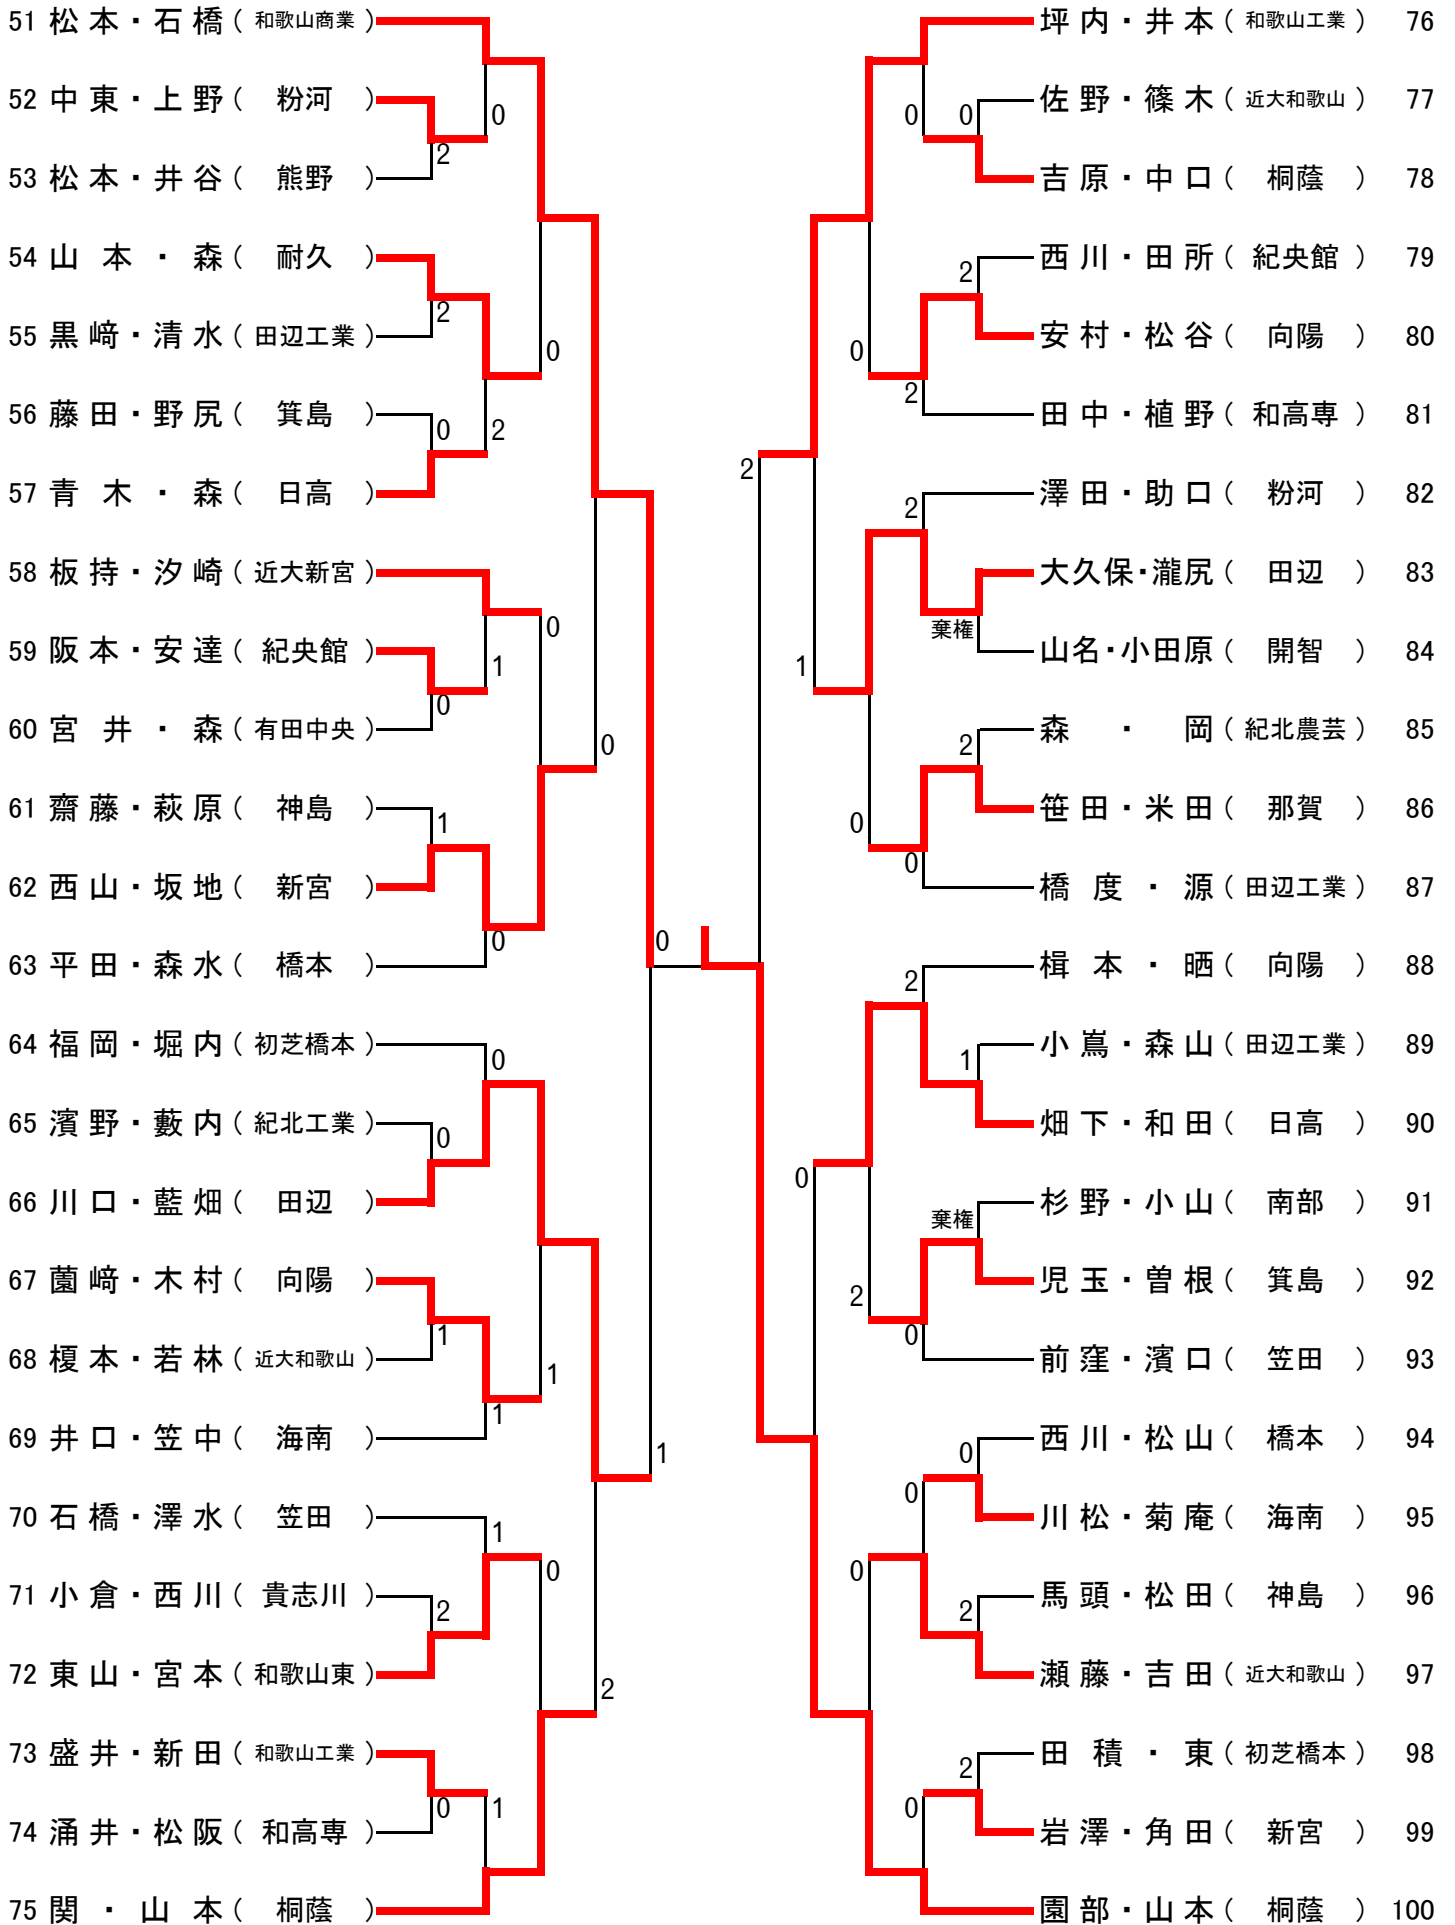 51 松本・石橋 ( 和歌山商業 )
52 中東・上野 ( 粉河 )
53 松本・井谷 ( 熊野 )
54 山本・森 ( 耐久 )
55 黒﨑・清水 ( 田辺工業 )
56 藤田・野尻 ( 箕島 )
57 青木・森 ( 日高 )
58 板持・汐崎 ( 近大新宮 )
59 阪本・安達 ( 紀央館 )
60 宮井・森 ( 有田中央 )
61 齋藤・萩原 ( 神島 )
62 西山・坂地 ( 新宮 )
63 平田・森水 ( 橋本 )
64 福岡・堀内 ( 初芝橋本 )
65 濱野・藪内 ( 紀北工業 )
66 川口・藍畑 ( 田辺 )
67 薗﨑・木村 ( 向陽 )
68 榎本・若林 ( 近大和歌山 )
69 井口・笠中 ( 海南 )
70 石橋・澤水 ( 笠田 )
71 小倉・西川 ( 貴志川 )
72 東山・宮本 ( 和歌山東 )
73 盛井・新田 ( 和歌山工業 )
74 涌井・松阪 ( 和高専 )
75 関・山本 ( 桐蔭 )
0
2
2
0
0
2
0
1
0
0
1
0
0
0
1
1
1
1
2
0
2
0
1
0
1
2
0
0
0
2
0
2
1
2
棄権
2
0
0
2
1
0
棄権
2
0
0
0
0
2
2
0
坪内・井本 ( 和歌山工業 ) 76
佐野・篠木 ( 近大和歌山 ) 77
吉原・中口 ( 桐蔭 ) 78
西川・田所 ( 紀央館 ) 79
安村・松谷 ( 向陽 ) 80
田中・植野 ( 和高専 ) 81
澤田・助口 ( 粉河 ) 82
大久保・瀧尻 ( 田辺 ) 83
山名・小田原 ( 開智 ) 84
森・岡 ( 紀北農芸 ) 85
笹田・米田 ( 那賀 ) 86
橋度・源 ( 田辺工業 ) 87
楫本・晒 ( 向陽 ) 88
小嶌・森山 ( 田辺工業 ) 89
畑下・和田 ( 日高 ) 90
杉野・小山 ( 南部 ) 91
児玉・曽根 ( 箕島 ) 92
前窪・濱口 ( 笠田 ) 93
西川・松山 ( 橋本 ) 94
川松・菊庵 ( 海南 ) 95
馬頭・松田 ( 神島 ) 96
瀬藤・吉田 ( 近大和歌山 ) 97
田積・東 ( 初芝橋本 ) 98
岩澤・角田 ( 新宮 ) 99
園部・山本 ( 桐蔭 ) 100